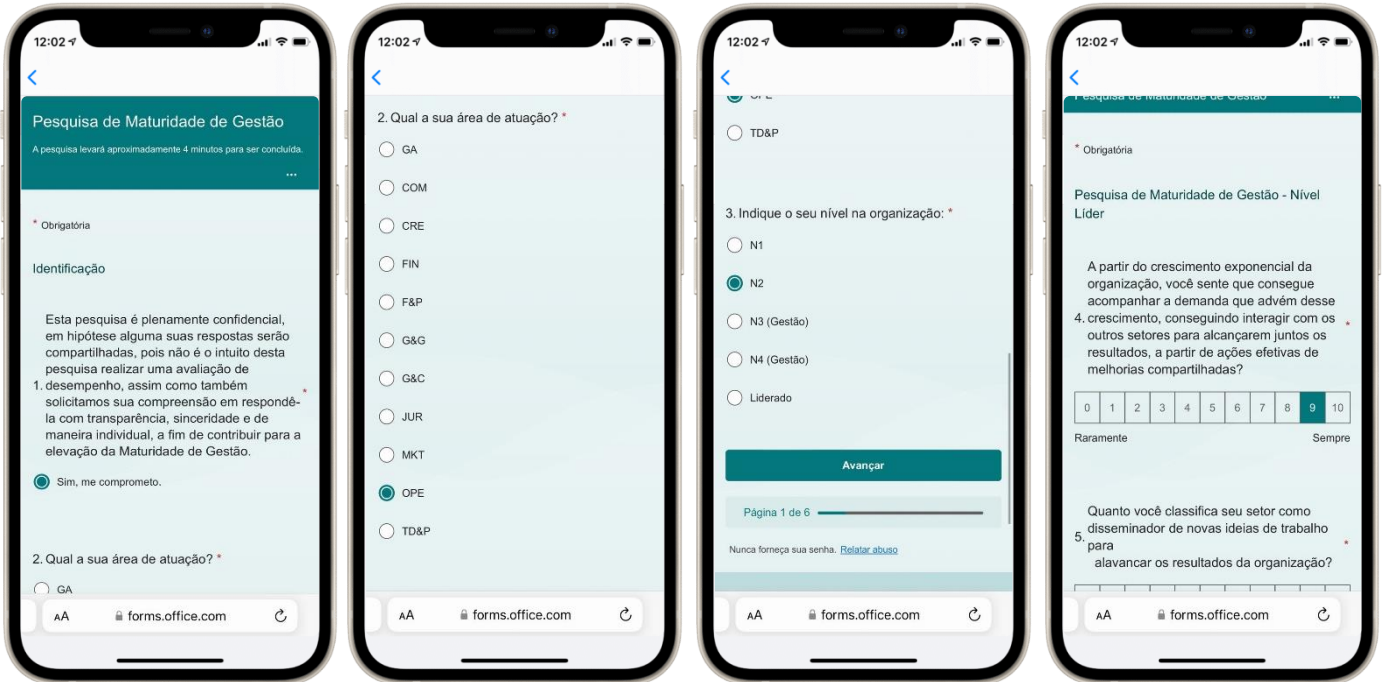 12:02
Pesquisa de Maturidade de Gestão
A pesquisa levará aproximadamente 4 minutos para ser concluída.
...
* Obrigatória
Identificação
Esta pesquisa é plenamente confidencial,
em hipótese alguma suas respostas serão
compartilhadas, pois não é o intuito desta
pesquisa realizar uma avaliação de
1. desempenho, assim como também *
solicitamos sua compreensão em respondê-
la com transparência, sinceridade e de
maneira individual, a fim de contribuir para a
elevação da Maturidade de Gestão.
Sim, me comprometo.
2. Qual a sua área de atuação? *
GA
AA forms.office.com
12:02
2. Qual a sua área de atuação? *
GA
COM
CRE
FIN
F&P
G&G
G&C
JUR
MKT
OPE
TD&P
AA forms.office.com
12:02
OPE
TD&P
3. Indique o seu nível na organização: *
N1
N2
N3 (Gestão)
N4 (Gestão)
Liderado
Avançar
Página 1 de 6
Nunca forneça sua senha. Relatar abuso
AA forms.office.com
12:02
Pesquisa de Maturidade de Gestão ...
* Obrigatória
Pesquisa de Maturidade de Gestão - Nível
Líder
A partir do crescimento exponencial da
organização, você sente que consegue
acompanhar a demanda que advém desse
4. crescimento, conseguindo interagir com os *
outros setores para alcançarem juntos os
resultados, a partir de ações efetivas de
melhorias compartilhadas?
0 1 2 3 4 5 6 7 8 9 10
Raramente Sempre
Quanto você classifica seu setor como
disseminador de novas ideias de trabalho
5. para *
alavancar os resultados da organização?
AA forms.office.com